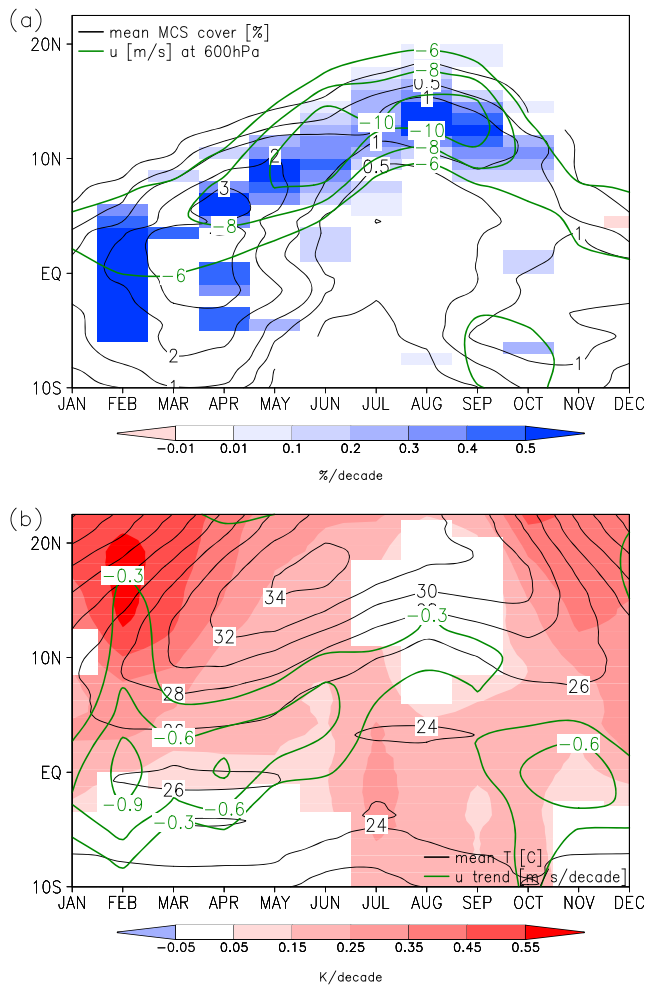 (a)
mean MCS cover [%]
u [m/s] at 600hPa
20N
10N
EQ
10S
-6
-8
0.5
1
-10
-10
1
-8
2
0.5
-6
3
-8
-6
1
2
1
1
JAN FEB MAR APR MAY JUN JUL AUG SEP OCT NOV DEC
-0.01 0.01 0.1 0.2 0.3 0.4 0.5
%/decade
(b)
20N
10N
EQ
10S
-0.3
34
30
32
-0.3
28
26
-0.6
24
-0.6
26
-0.9
-0.6
-0.3
24
mean T [C]
u trend [m/s/decade]
JAN FEB MAR APR MAY JUN JUL AUG SEP OCT NOV DEC
-0.05 0.05 0.15 0.25 0.35 0.45 0.55
K/decade